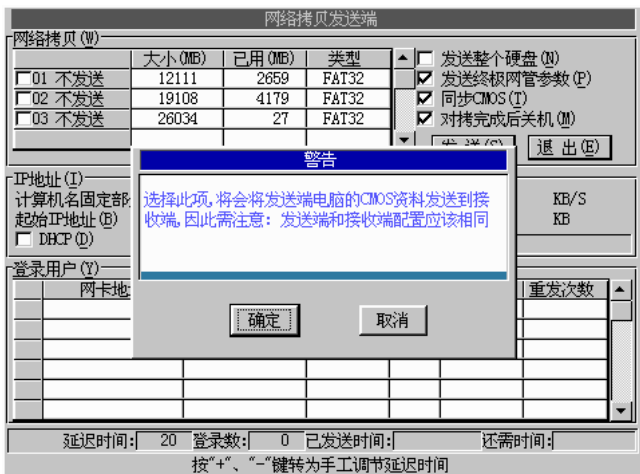 网络拷贝发送端
网络拷贝(W)
大小(MB) 已用(MB) 类型
01 不发送 12111 2659 FAT32
02 不发送 19108 4179 FAT32
03 不发送 26034 27 FAT32
发送整个硬盘(N)
发送终极网管参数(P)
同步CMOS(T)
对拷完成后关机(M)
发 送(S) 退 出(E)
警告
选择此项,将会将发送端电脑的CMOS资料发送到接
收端,因此需注意: 发送端和接收端配置应该相同
确定 取消
IP地址(I)
计算机名固定部
起始IP地址(B)
DHCP(D)
KB/S
KB
登录用户(Y)
网卡地 重发次数
延迟时间: 20 登录数: 0 已发送时间: 还需时间:
按"+"、"-"键转为手工调节延迟时间